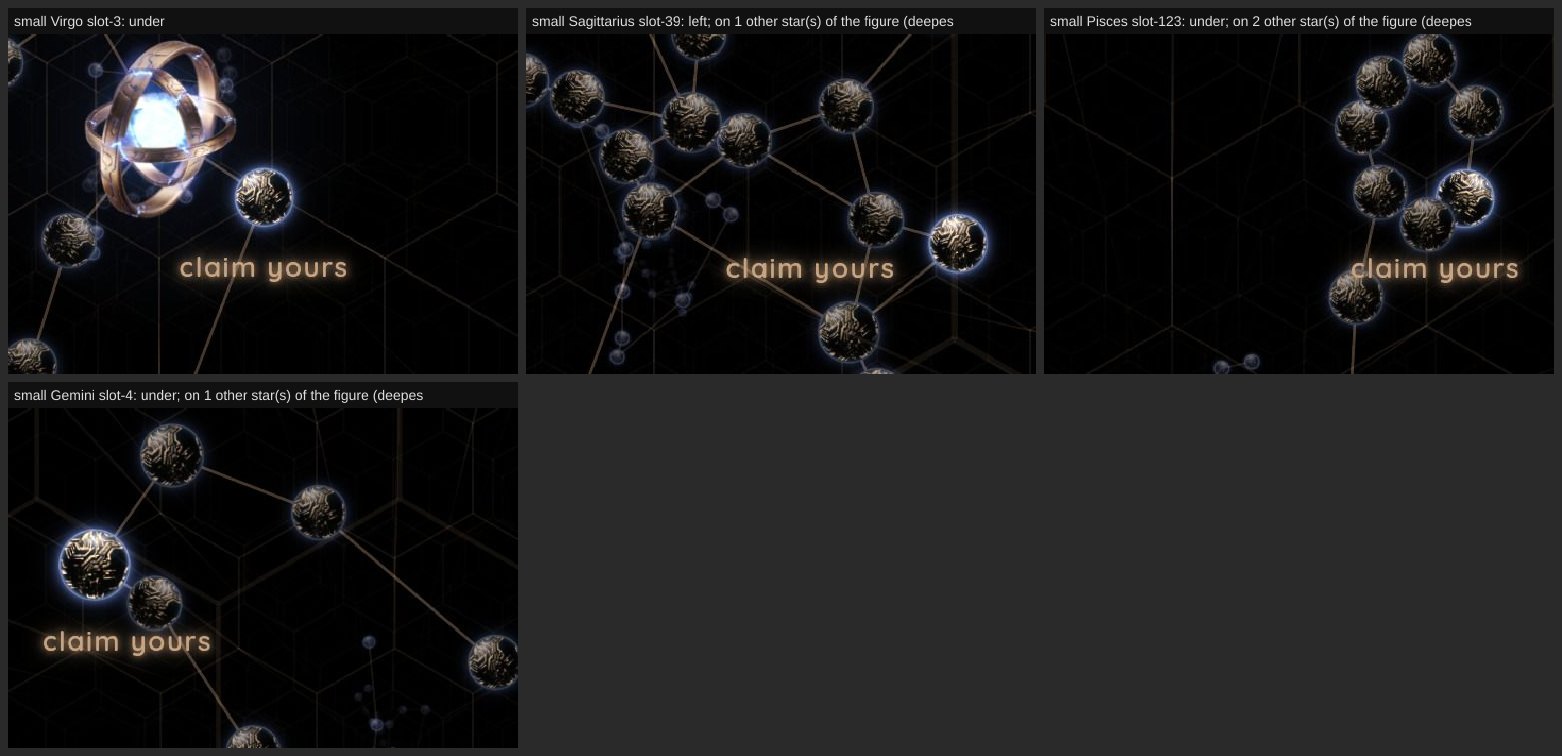 small Virgo slot-3: under
small Sagittarius slot-39: left; on 1 other star(s) of the figure (deepes
small Pisces slot-123: under; on 2 other star(s) of the figure (deepes
claim yours
claim yours
claim yours
small Gemini slot-4: under; on 1 other star(s) of the figure (deepes
claim yours